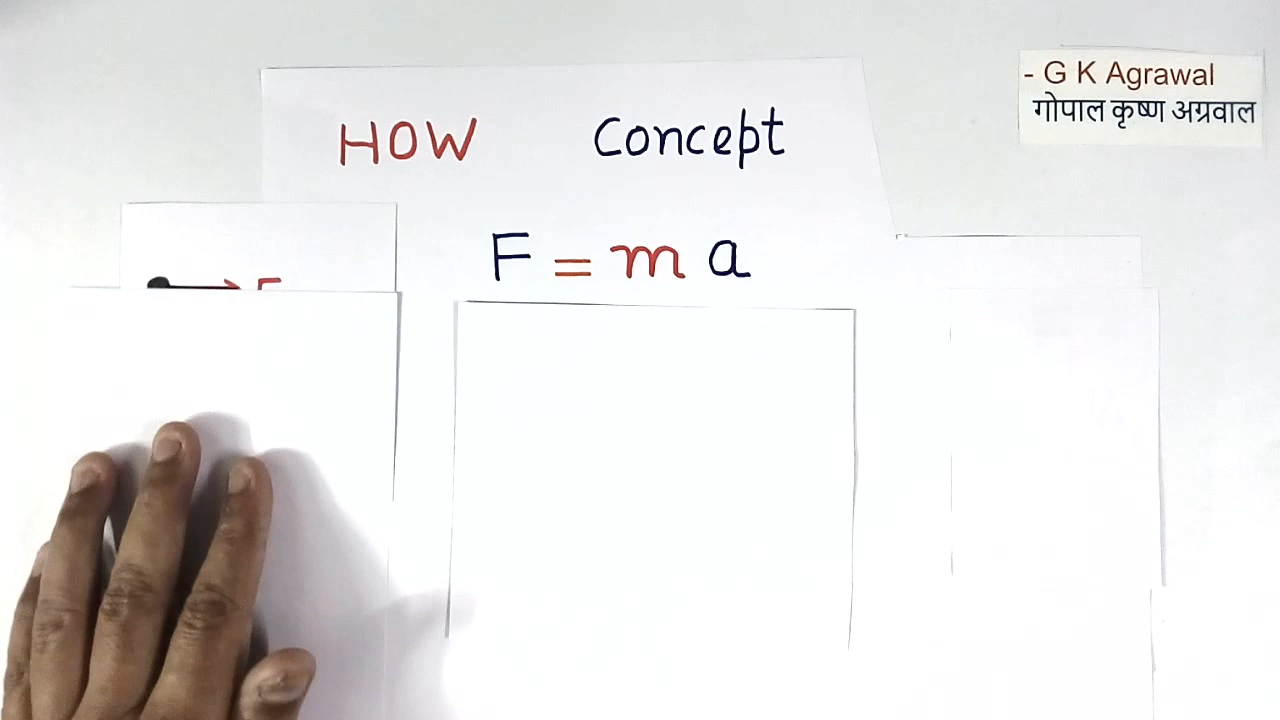 - G K Agrawal
गोपाल कृष्ण अग्रवाल
HOW Concept
F = m a